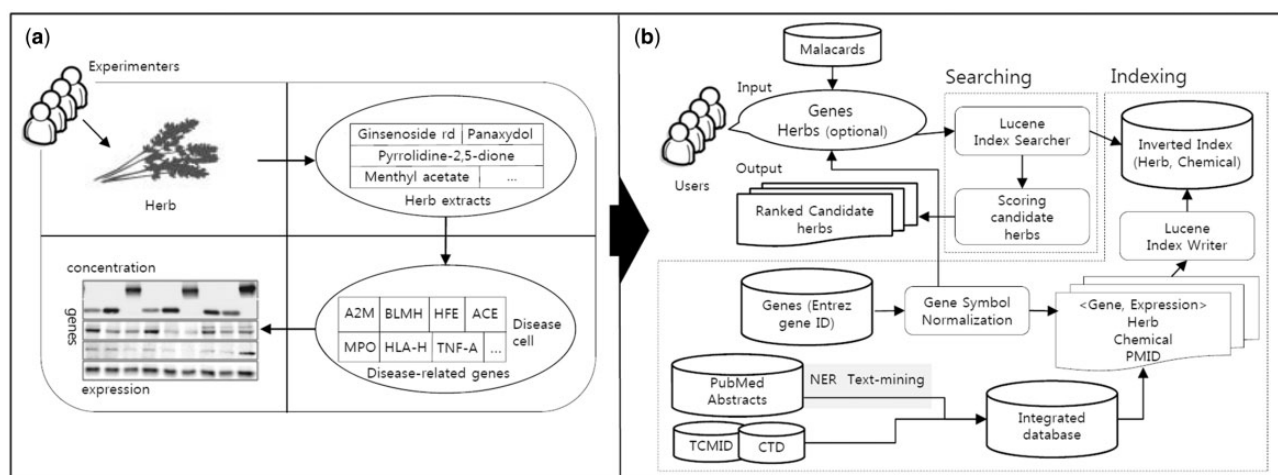 (a)
Experimenters
Herb
Ginsenoside rd Panaxydol
Pyrrolidine-2,5-dione
Menthyl acetate ...
Herb extracts
concentration
genes
expression
A2M BLMH HFE ACE
MPO HLA-H TNF-A ...
Disease
cell
Disease-related genes
(b)
Malacards
Input
Genes
Herbs (optional)
Users
Output
Ranked Candidate
herbs
Searching
Lucene
Index Searcher
Scoring
candidate
herbs
Indexing
Inverted Index
(Herb, Chemical)
Lucene
Index Writer
Genes (Entrez
gene ID)
Gene Symbol
Normalization
<Gene, Expression>
Herb
Chemical
PMID
PubMed
Abstracts
NER Text-mining
TCMID CTD
Integrated
database